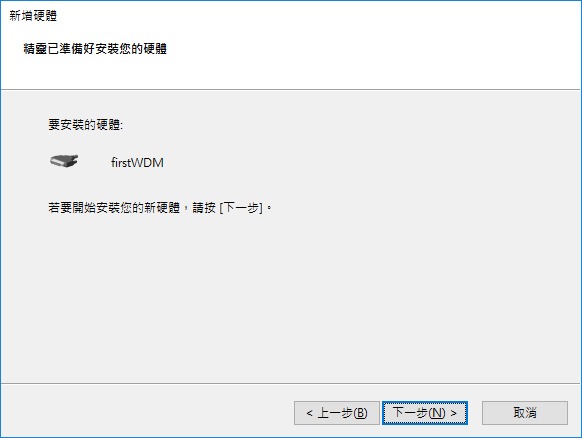 新增硬體
精靈已準備好安裝您的硬體
要安裝的硬體:
firstWDM
若要開始安裝您的新硬體，請按 [下一步]。
< 上一步(B)
下一步(N) >
取消